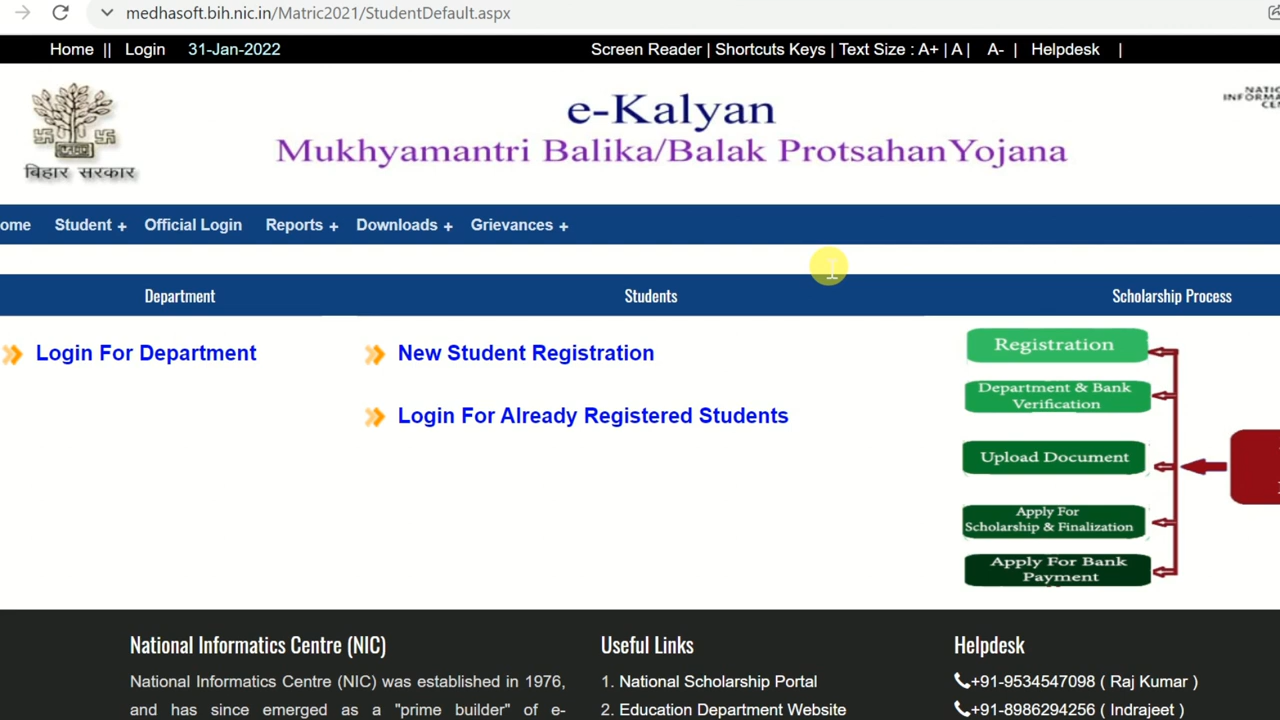 medhasoft.bih.nic.in/Matric2021/StudentDefault.aspx
Home || Login 31-Jan-2022 Screen Reader | Shortcuts Keys | Text Size : A+ | A | A- | Helpdesk |
NATIO
INFORMA
CE
e-Kalyan
Mukhyamantri Balika/Balak Protsahan Yojana
बिहार सरकार
ome Student + Official Login Reports + Downloads + Grievances +
Department Students Scholarship Process
Login For Department New Student Registration
Login For Already Registered Students
Registration
Department & Bank
Verification
Upload Document
Apply For
Scholarship & Finalization
Apply For Bank
Payment
National Informatics Centre (NIC) Useful Links Helpdesk
National Informatics Centre (NIC) was established in 1976, 1. National Scholarship Portal +91-9534547098 ( Raj Kumar )
and has since emerged as a "prime builder" of e- 2. Education Department Website +91-8986294256 ( Indrajeet )